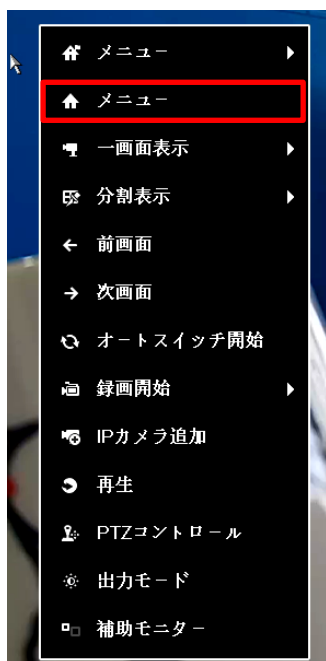 メニュー
メニュー
一画面表示
分割表示
前画面
次画面
オートスイッチ開始
録画開始
IPカメラ追加
再生
PTZコントロール
出力モード
補助モニター